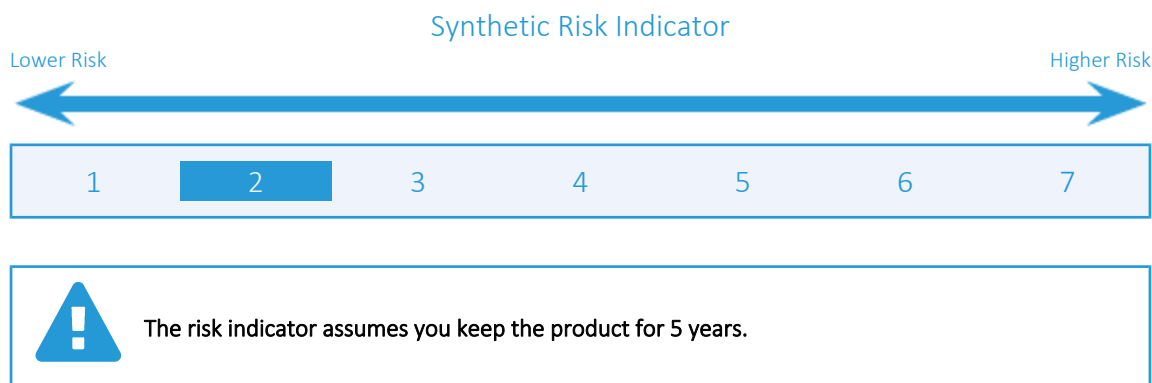 Synthetic Risk Indicator
Lower Risk Higher Risk
1 2 3 4 5 6 7
The risk indicator assumes you keep the product for 5 years.